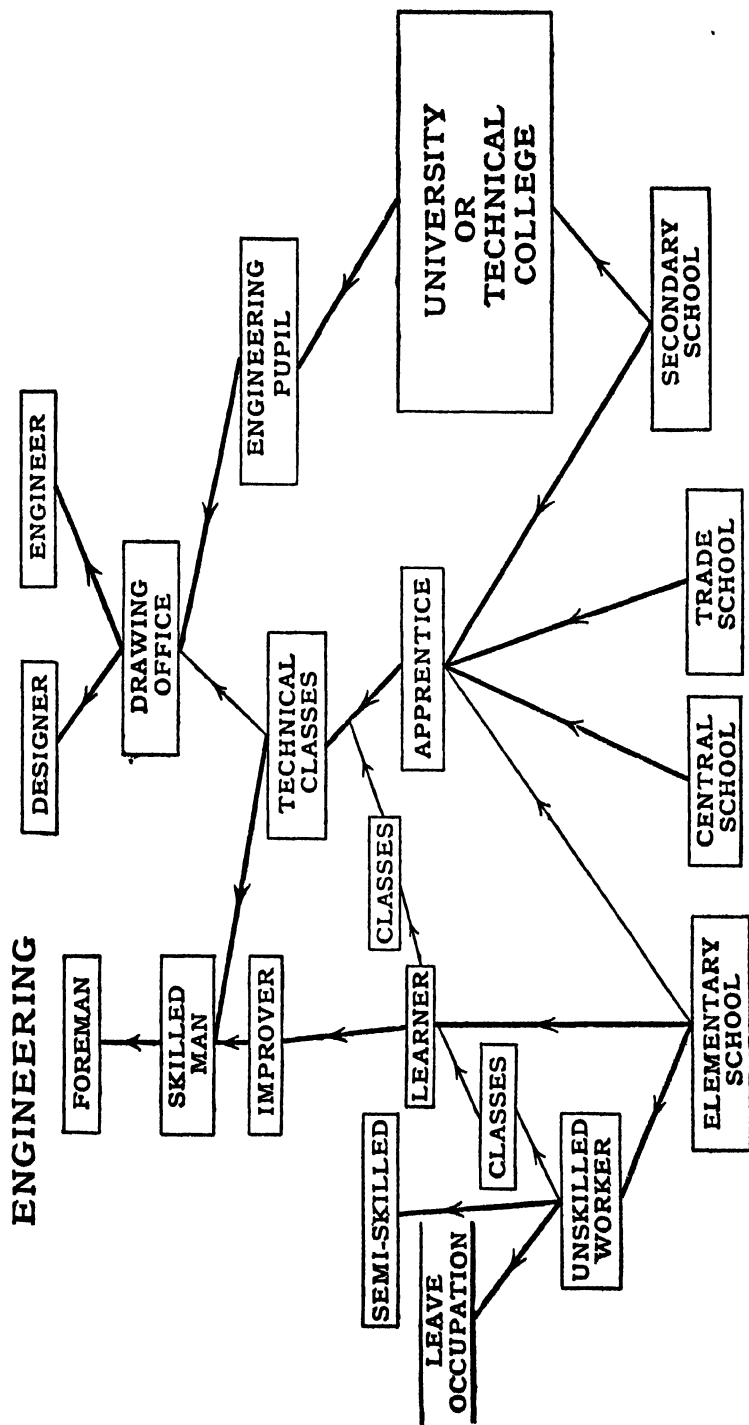 ENGINEERING
FOREMAN
DESIGNER
ENGINEER
SKILLED
MAN
DRAWING
OFFICE
IMPROVER
TECHNICAL
CLASSES
ENGINEERING
PUPIL
SEMI-SKILLED
LEARNER
CLASSES
APPRENTICE
UNIVERSITY
OR
TECHNICAL
COLLEGE
LEAVE
OCCUPATION
CLASSES
UNSKILLED
WORKER
ELEMENTARY
SCHOOL
CENTRAL
SCHOOL
TRADE
SCHOOL
SECONDARY
SCHOOL